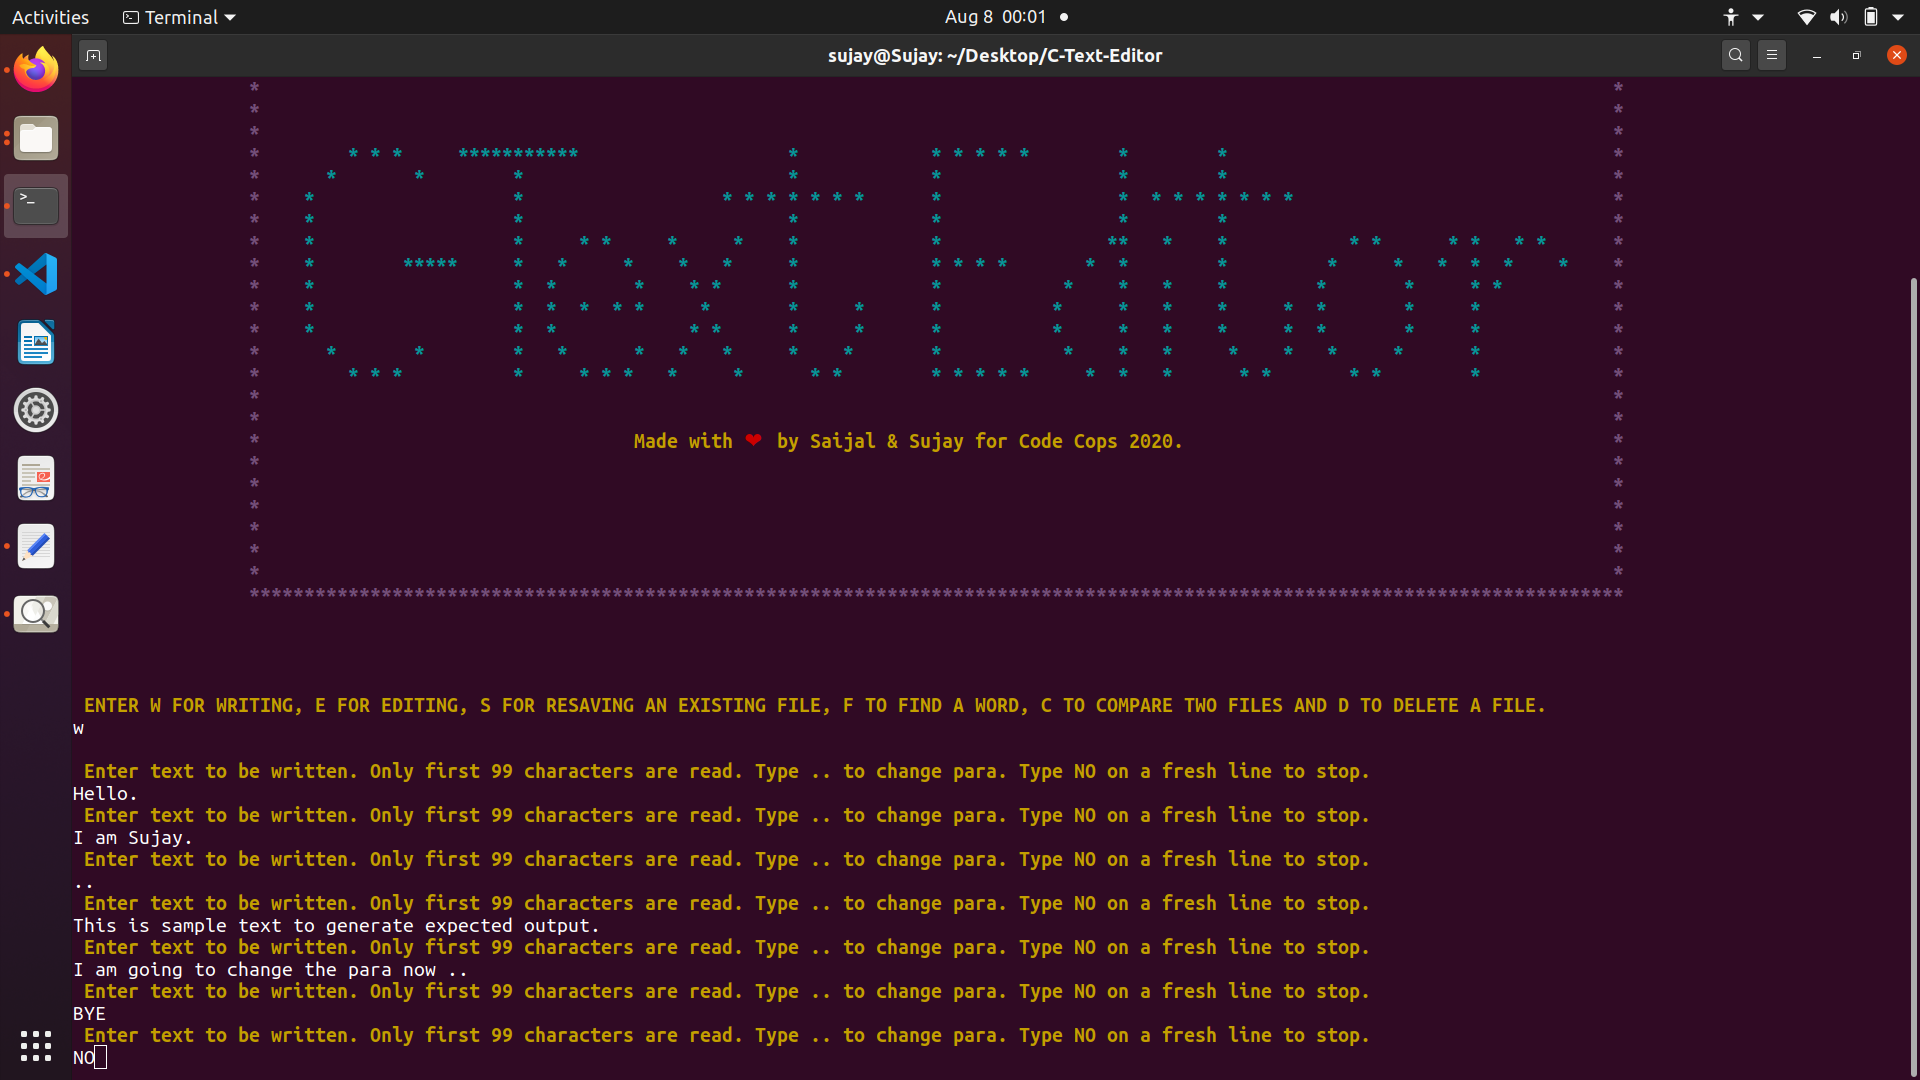 Activities Terminal Aug 8 00:01
sujay@Sujay: ~/Desktop/C-Text-Editor
C Text Editor
Made with ❤ by Saijal & Sujay for Code Cops 2020.
ENTER W FOR WRITING, E FOR EDITING, S FOR RESAVING AN EXISTING FILE, F TO FIND A WORD, C TO COMPARE TWO FILES AND D TO DELETE A FILE.
w
Enter text to be written. Only first 99 characters are read. Type .. to change para. Type NO on a fresh line to stop.
Hello.
Enter text to be written. Only first 99 characters are read. Type .. to change para. Type NO on a fresh line to stop.
I am Sujay.
Enter text to be written. Only first 99 characters are read. Type .. to change para. Type NO on a fresh line to stop.
..
Enter text to be written. Only first 99 characters are read. Type .. to change para. Type NO on a fresh line to stop.
This is sample text to generate expected output.
Enter text to be written. Only first 99 characters are read. Type .. to change para. Type NO on a fresh line to stop.
I am going to change the para now ..
Enter text to be written. Only first 99 characters are read. Type .. to change para. Type NO on a fresh line to stop.
BYE
Enter text to be written. Only first 99 characters are read. Type .. to change para. Type NO on a fresh line to stop.
NO